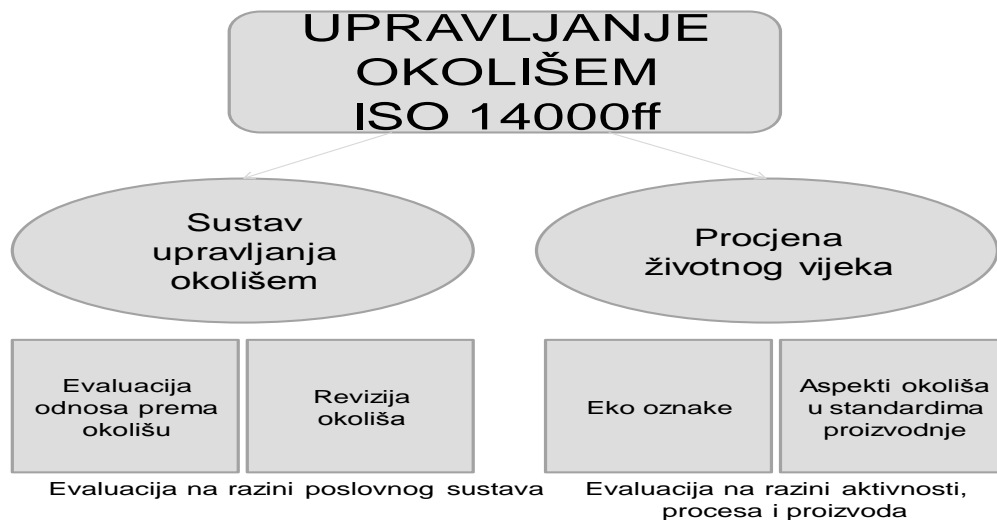 UPRAVLJANJE
OKOLIŠEM
ISO 14000ff
Sustav
upravljanja
okolišem
Procjena
životnog vijeka
Evaluacija
odnosa prema
okolišu
Revizija
okoliša
Eko oznake
Aspekti okoliša
u standardima
proizvodnje
Evaluacija na razini poslovnog sustava
Evaluacija na razini aktivnosti,
procesa i proizvoda